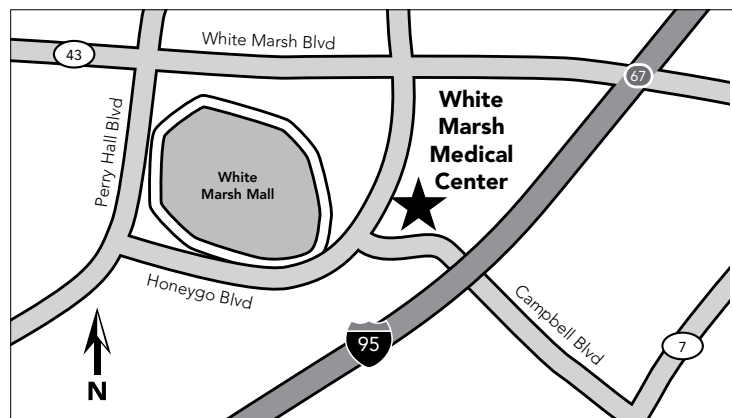 White Marsh Blvd
43
67
Perry Hall Blvd
White
Marsh
Medical
Center
White
Marsh Mall
Honeygo Blvd
Campbell Blvd
95
7
N